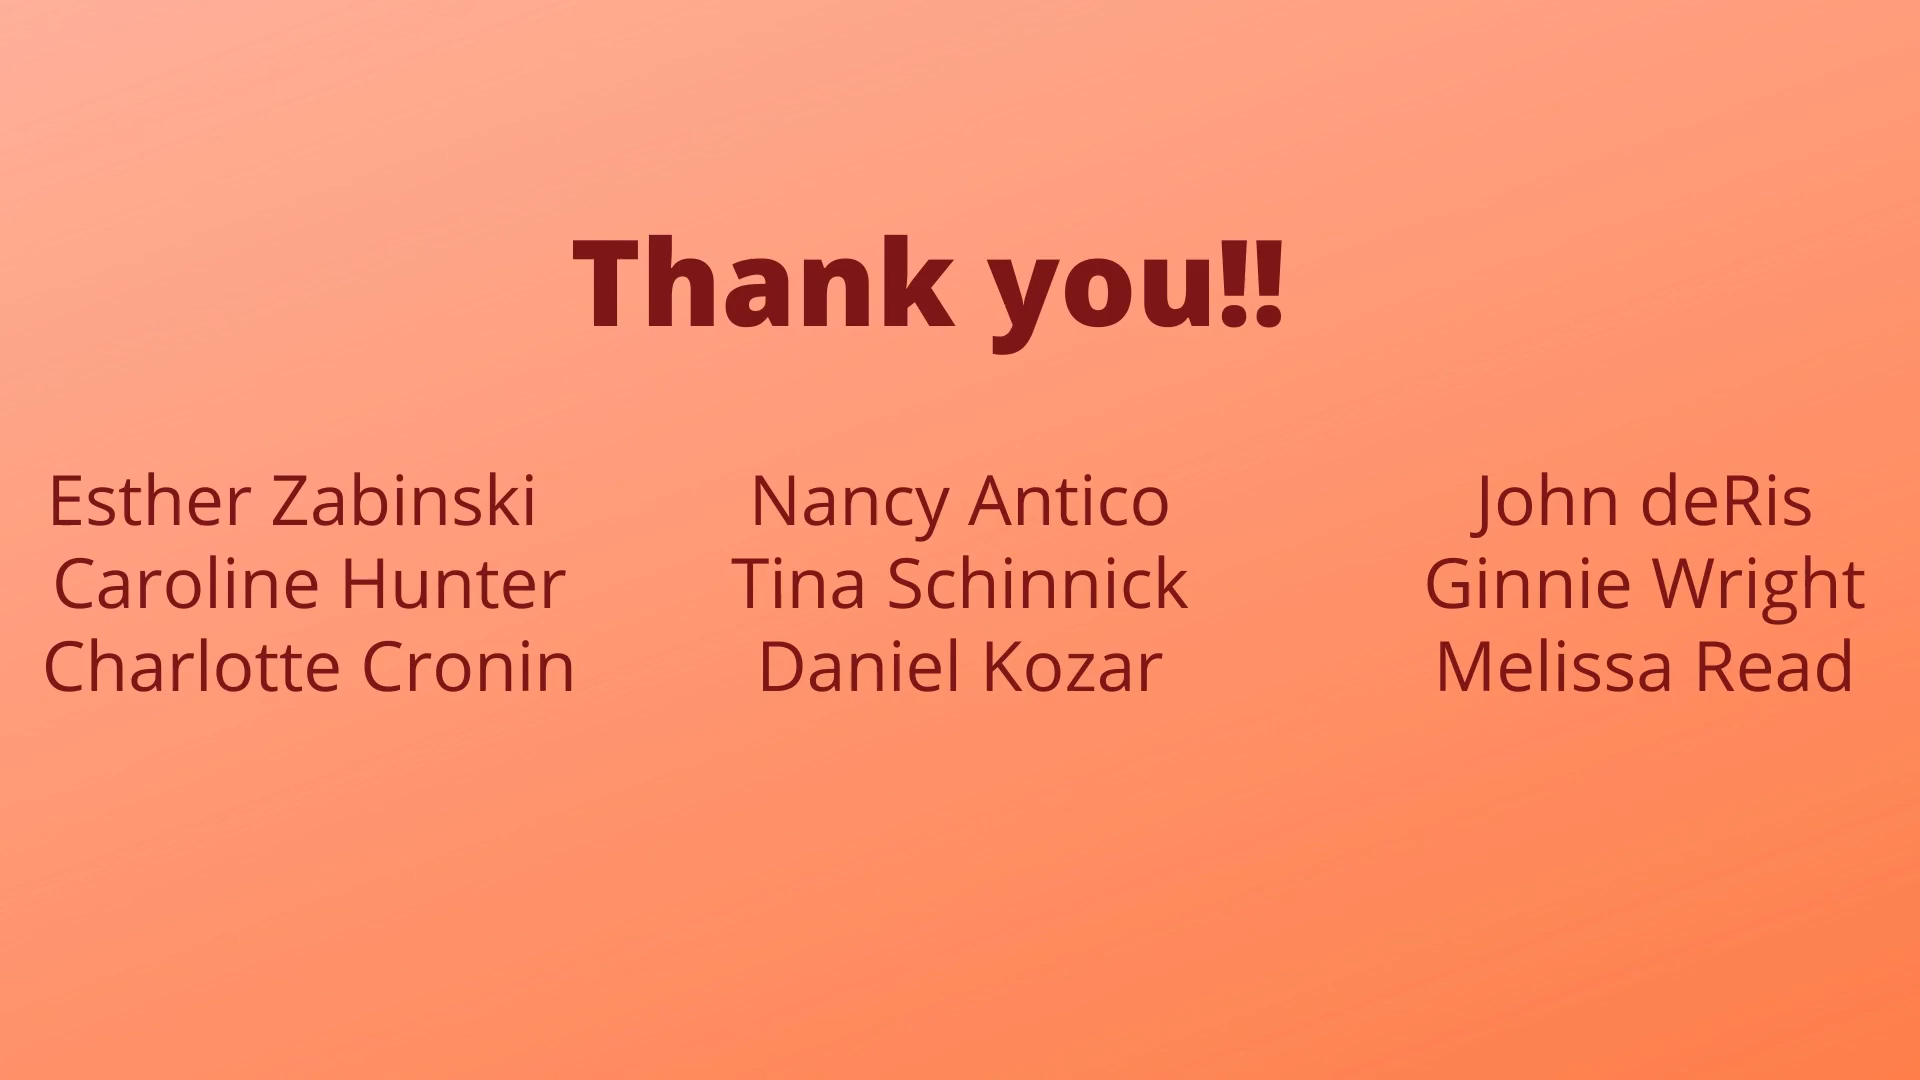 Thank you!!
Esther Zabinski
Caroline Hunter
Charlotte Cronin
Nancy Antico
Tina Schinnick
Daniel Kozar
John deRis
Ginnie Wright
Melissa Read